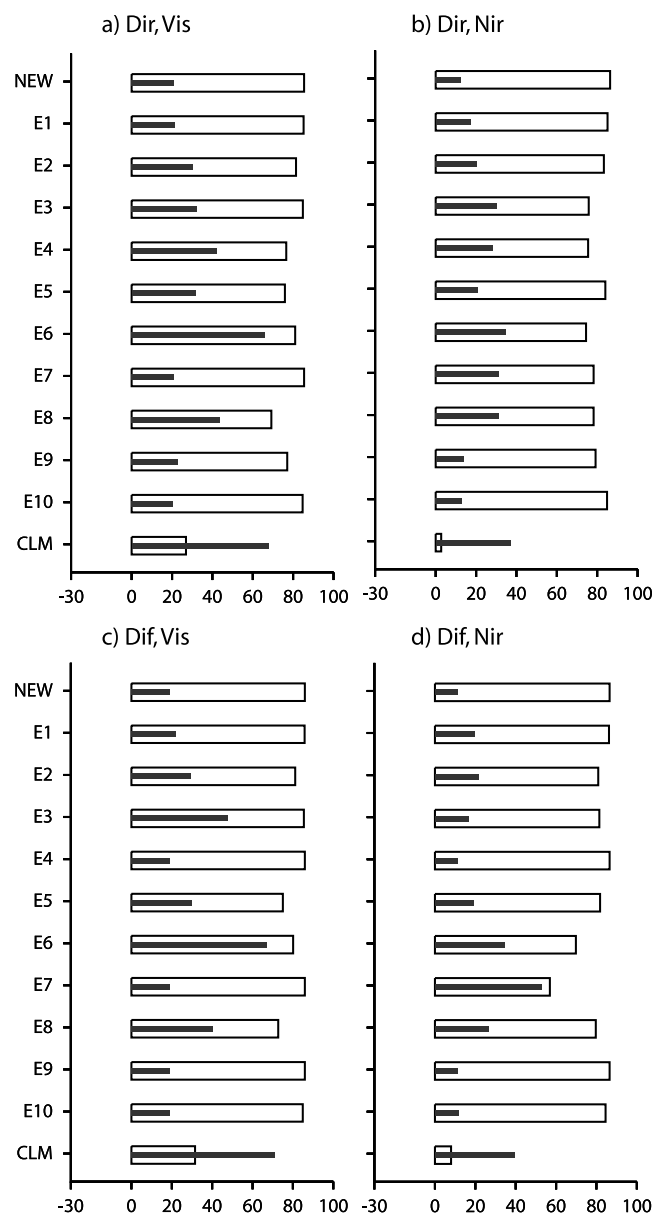 a) Dir, Vis
b) Dir, Nir
NEW
E1
E2
E3
E4
E5
E6
E7
E8
E9
E10
CLM
-30 0 20 40 60 80 100
-30 0 20 40 60 80 100
c) Dif, Vis
d) Dif, Nir
NEW
E1
E2
E3
E4
E5
E6
E7
E8
E9
E10
CLM
-30 0 20 40 60 80 100
-30 0 20 40 60 80 100